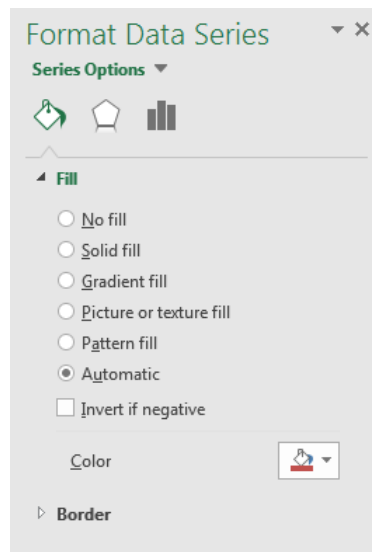 Format Data Series
Series Options
Fill
No fill
Solid fill
Gradient fill
Picture or texture fill
Pattern fill
Automatic
Invert if negative
Color
Border